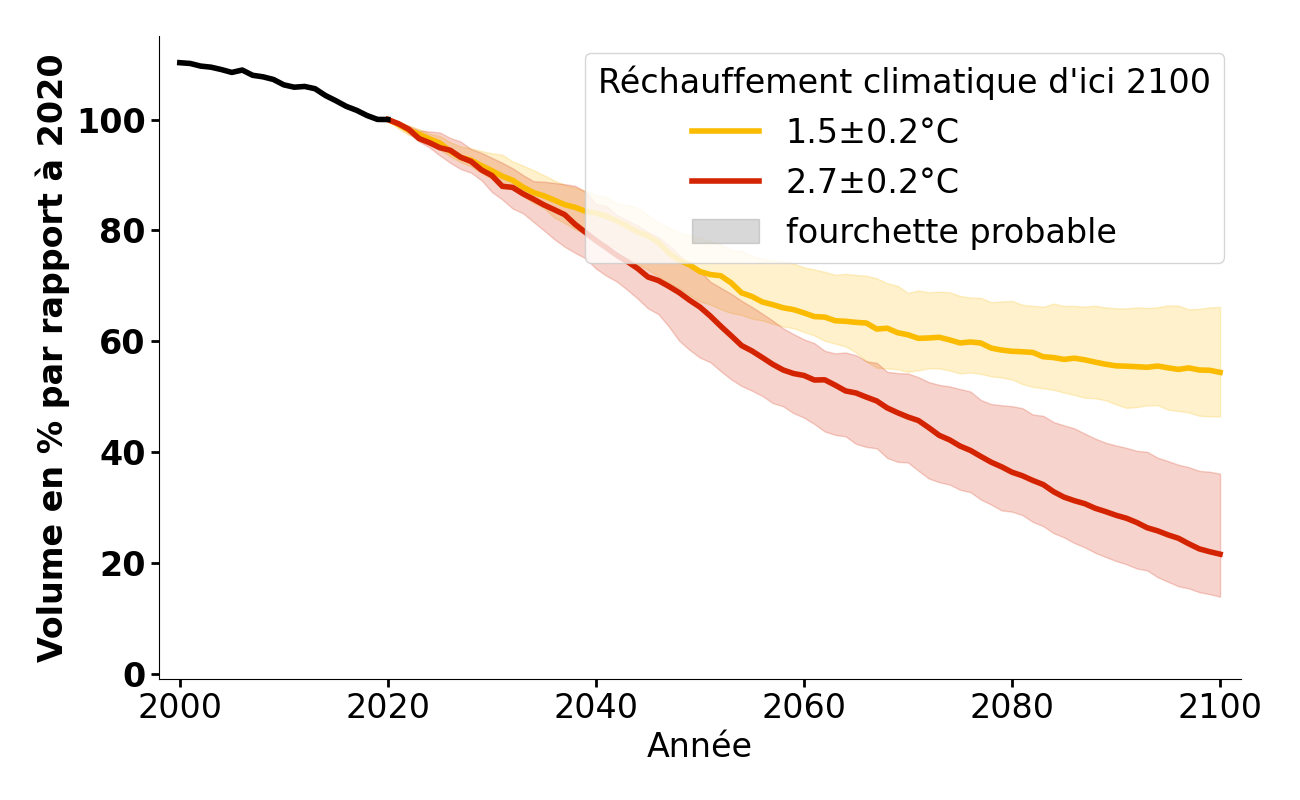 Réchauffement climatique d'ici 2100
1.5±0.2°C
2.7±0.2°C
fourchette probable
Volume en % par rapport à 2020
100
80
60
40
20
0
2000 2020 2040 2060 2080 2100
Année